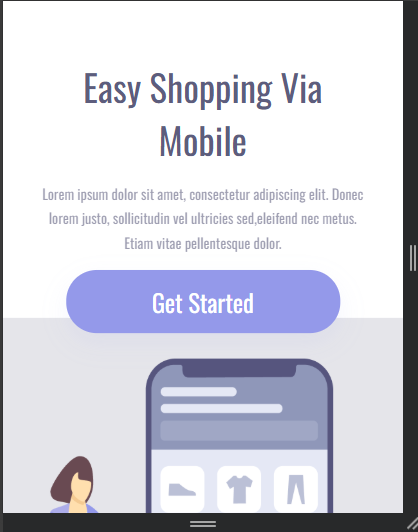 Easy Shopping Via
Mobile
Lorem ipsum dolor sit amet, consectetur adipiscing elit. Donec
lorem justo, sollicitudin vel ultricies sed,eleifend nec metus.
Etiam vitae pellentesque dolor.
Get Started